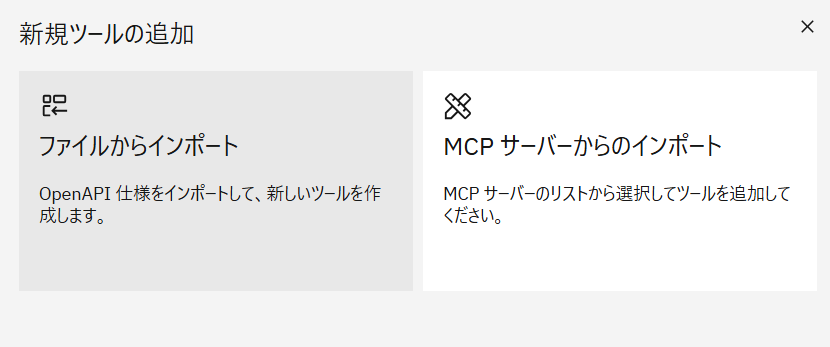 新規ツールの追加
ファイルからインポート
OpenAPI 仕様をインポートして、新しいツールを作
成します。
MCP サーバーからのインポート
MCP サーバーのリストから選択してツールを追加して
ください。